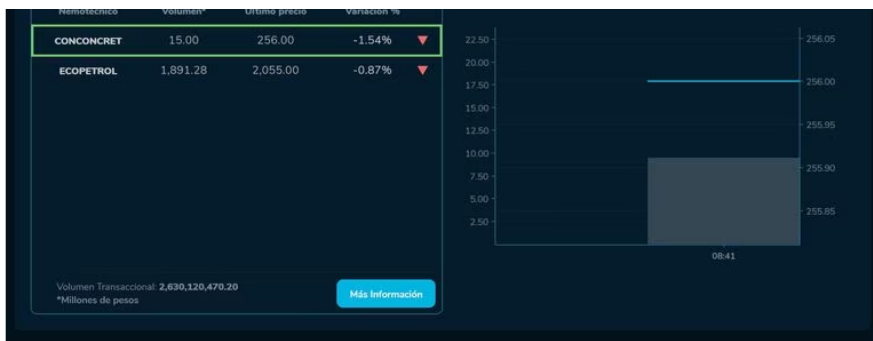 Nemotécnico Volumen* Último precio Variación %
CONCONCRET 15.00 256.00 -1.54% ▼
ECOPETROL 1,891.28 2,055.00 -0.87% ▼
Volumen Transaccional: 2,630,120,470.20
*Millones de pesos
Más Información
22.50
20.00
17.50
15.00
12.50
10.00
7.50
5.00
2.50
256.05
256.00
255.95
255.90
255.85
08:41